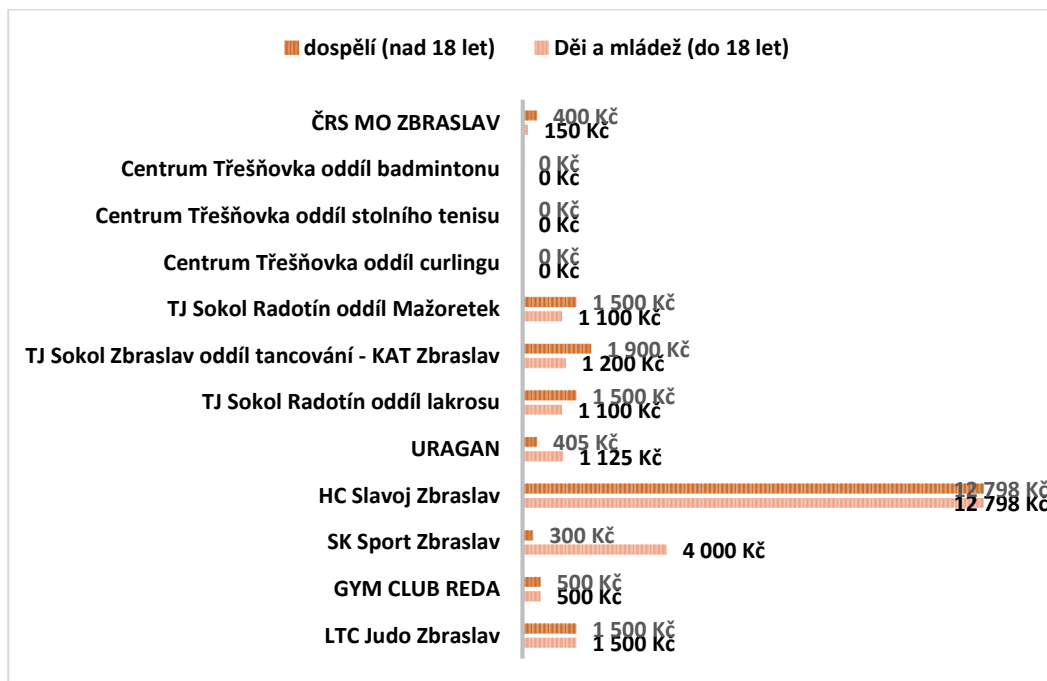 dospělí (nad 18 let) Děi a mládež (do 18 let)
ČRS MO ZBRASLAV 400 Kč
150 Kč
Centrum Třešňovka oddíl badmintonu 0 Kč
0 Kč
Centrum Třešňovka oddíl stolního tenisu 0 Kč
0 Kč
Centrum Třešňovka oddíl curlingu 0 Kč
0 Kč
TJ Sokol Radotín oddíl Mažoretek 1 500 Kč
1 100 Kč
TJ Sokol Zbraslav oddíl tancování - KAT Zbraslav 1 900 Kč
1 200 Kč
TJ Sokol Radotín oddíl lakrosu 1 500 Kč
1 100 Kč
URAGAN 405 Kč
1 125 Kč
HC Slavoj Zbraslav 12 798 Kč
12 798 Kč
SK Sport Zbraslav 300 Kč
4 000 Kč
GYM CLUB REDA 500 Kč
500 Kč
LTC Judo Zbraslav 1 500 Kč
1 500 Kč